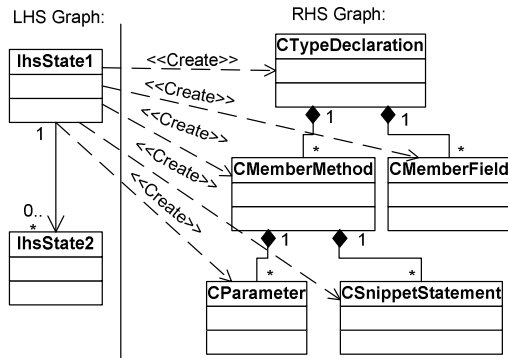 LHS Graph:
RHS Graph:
lhsState1
<<Create>>
CTypeDeclaration
<<Create>>
1
1
<<Create>>
1
<<Create>>
*
*
CMemberMethod
CMemberField
<<Create>>
0..
*
1
1
lhsState2
*
*
CParameter
CSnippetStatement